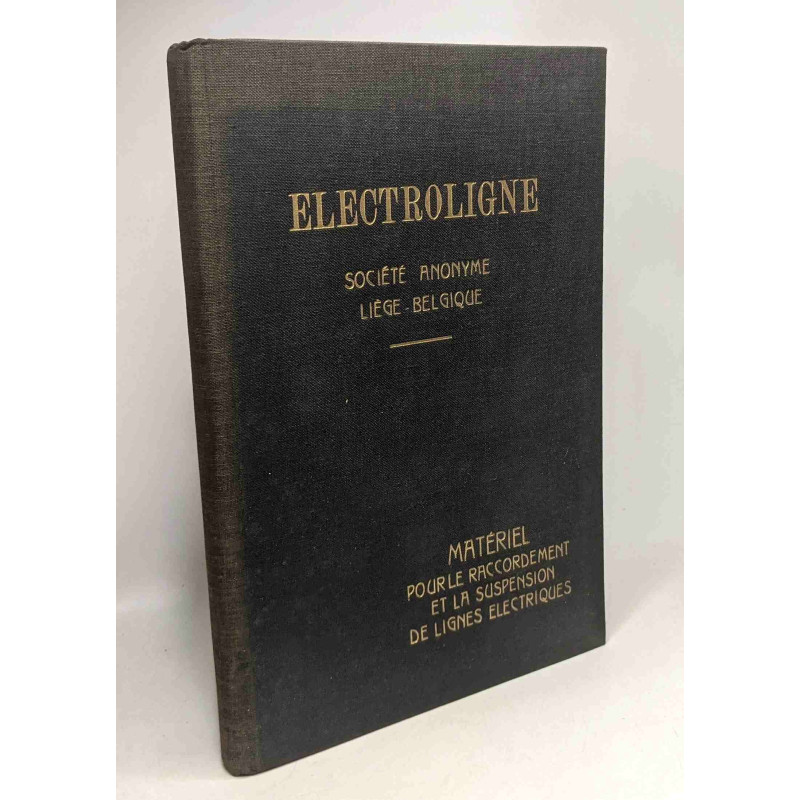 ELECTROLIGNE
SOCIÉTÉ ANONYME
LIÈGE - BELGIQUE
MATÉRIEL
POUR LE RACCORDEMENT
ET LA SUSPENSION
DE LIGNES ELECTRIQUES